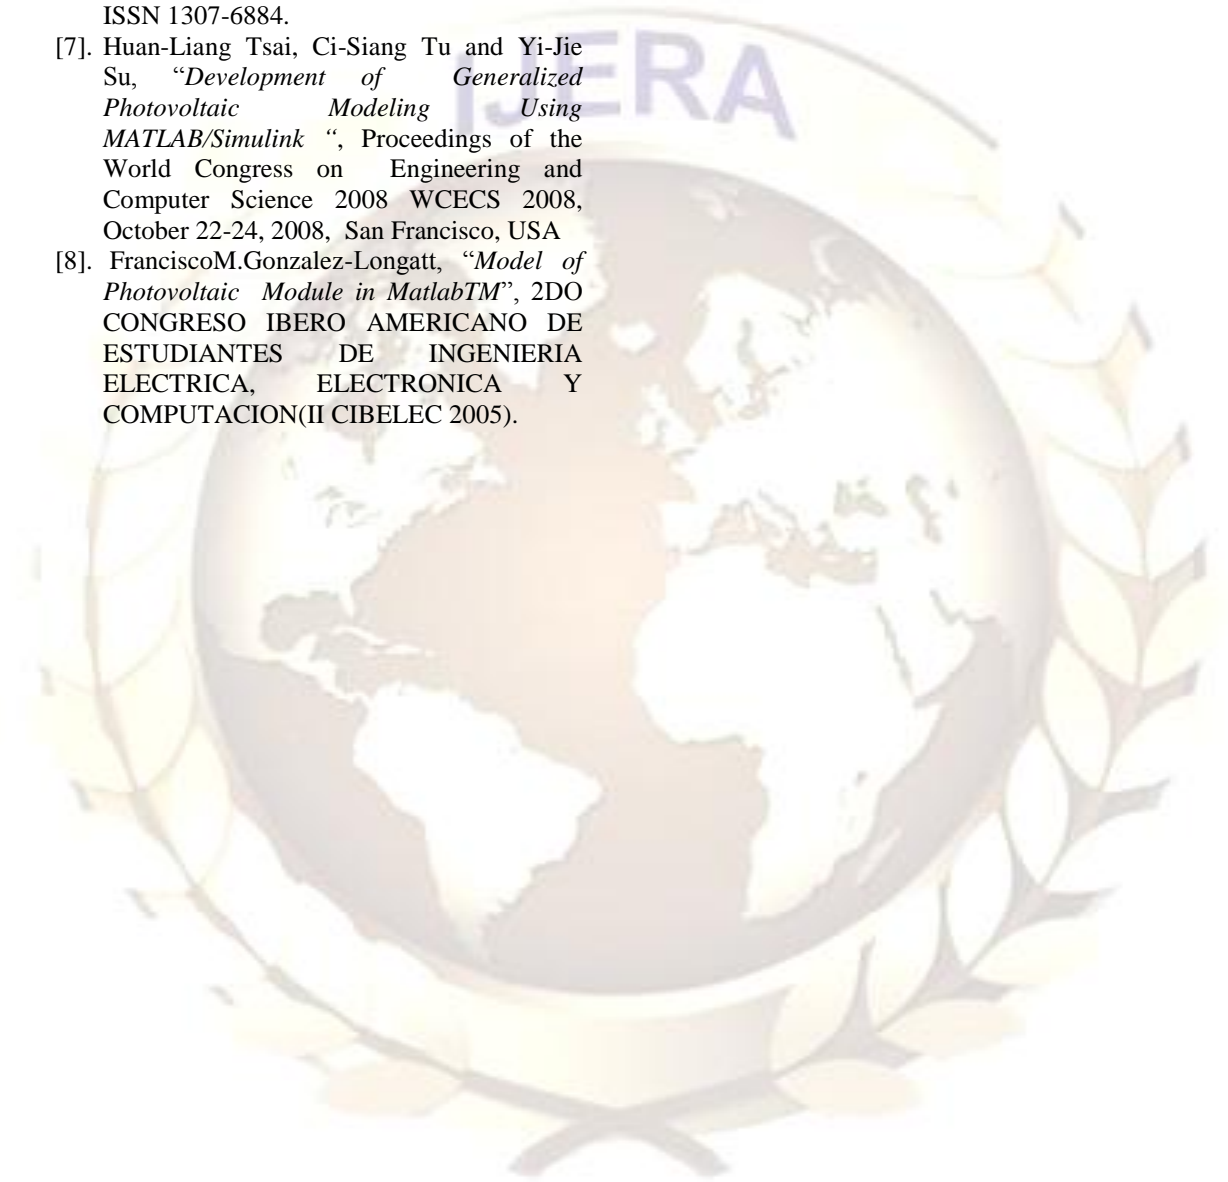 ISSN 1307-6884.
[7]. Huan-Liang Tsai, Ci-Siang Tu and Yi-Jie
Su, “Development of Generalized
Photovoltaic Modeling Using
MATLAB/Simulink “, Proceedings of the
World Congress on Engineering and
Computer Science 2008 WCECS 2008,
October 22-24, 2008, San Francisco, USA
[8]. FranciscoM.Gonzalez-Longatt, “Model of
Photovoltaic Module in MatlabTM”, 2DO
CONGRESO IBERO AMERICANO DE
ESTUDIANTES DE INGENIERIA
ELECTRICA, ELECTRONICA Y
COMPUTACION(II CIBELEC 2005).
IJERA